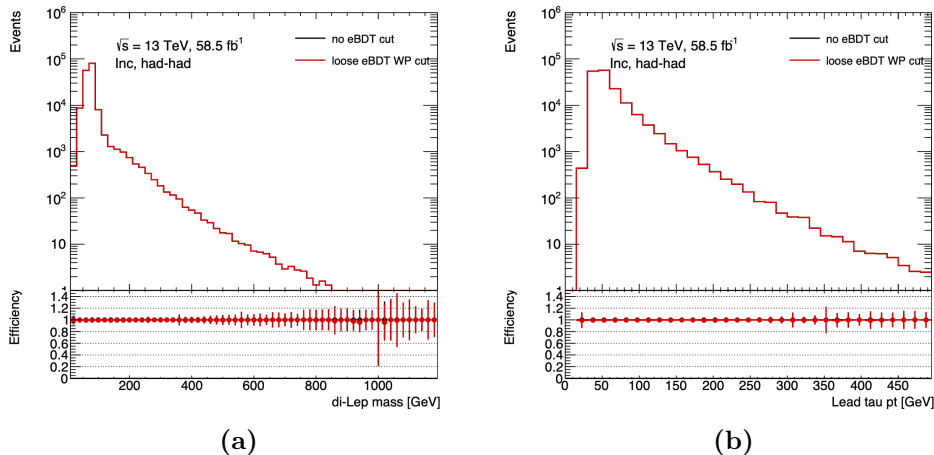 Events
10^6
10^5
10^4
10^3
10^2
10
1
√s = 13 TeV, 58.5 fb^-1
Inc, had-had
no eBDT cut
loose eBDT WP cut
Efficiency
1.4
1.2
1
0.8
0.6
0.4
0.2
0
200 400 600 800 1000
di-Lep mass [GeV]
(a)
Events
10^6
10^5
10^4
10^3
10^2
10
1
√s = 13 TeV, 58.5 fb^-1
Inc, had-had
no eBDT cut
loose eBDT WP cut
Efficiency
1.4
1.2
1
0.8
0.6
0.4
0.2
0
0 50 100 150 200 250 300 350 400 450
Lead tau pt [GeV]
(b)